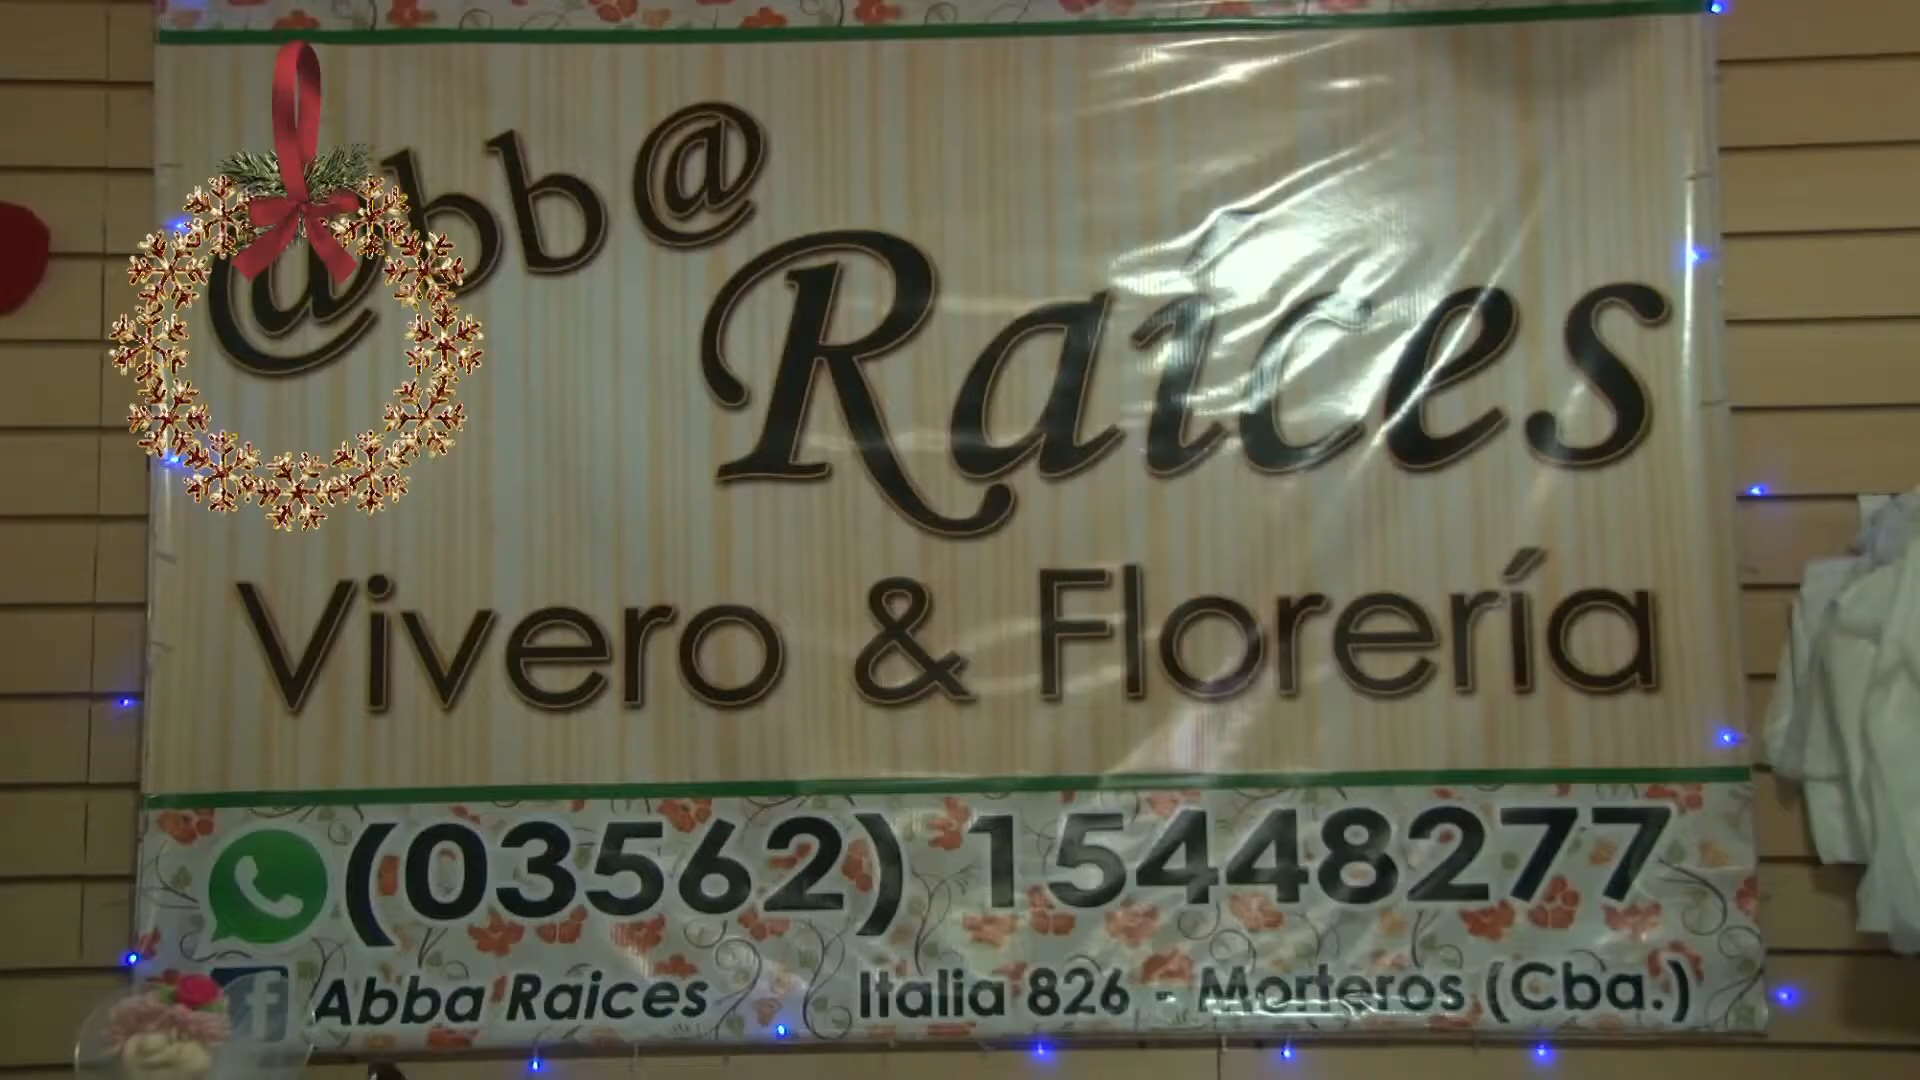 @bb@
Raices
Vivero & Florería
(03562) 15448277
Abba Raices Italia 826 - Morteros (Cba.)